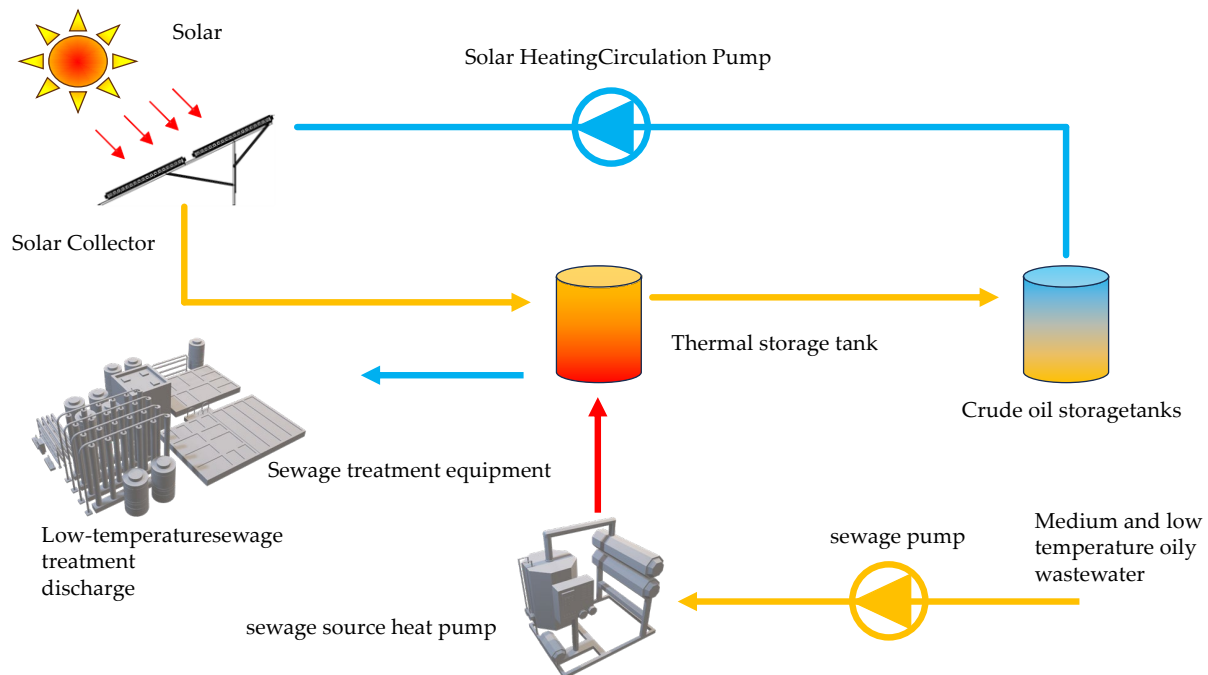 Solar
Solar HeatingCirculation Pump
Solar Collector
Thermal storage tank
Crude oil storagetanks
Sewage treatment equipment
Low-temperaturesewage
treatment
discharge
sewage pump
Medium and low
temperature oily
wastewater
sewage source heat pump